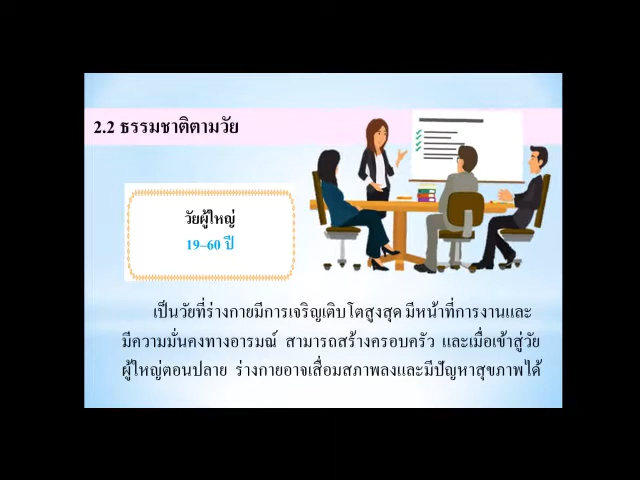 2.2 ธรรมชาติตามวัย
วัยผู้ใหญ่
19–60 ปี
เป็นวัยที่ร่างกายมีการเจริญเติบโตสูงสุด มีหน้าที่การงานและ
มีความมั่นคงทางอารมณ์ สามารถสร้างครอบครัว และเมื่อเข้าสู่วัย
ผู้ใหญ่ตอนปลาย ร่างกายอาจเสื่อมสภาพลงและมีปัญหาสุขภาพได้